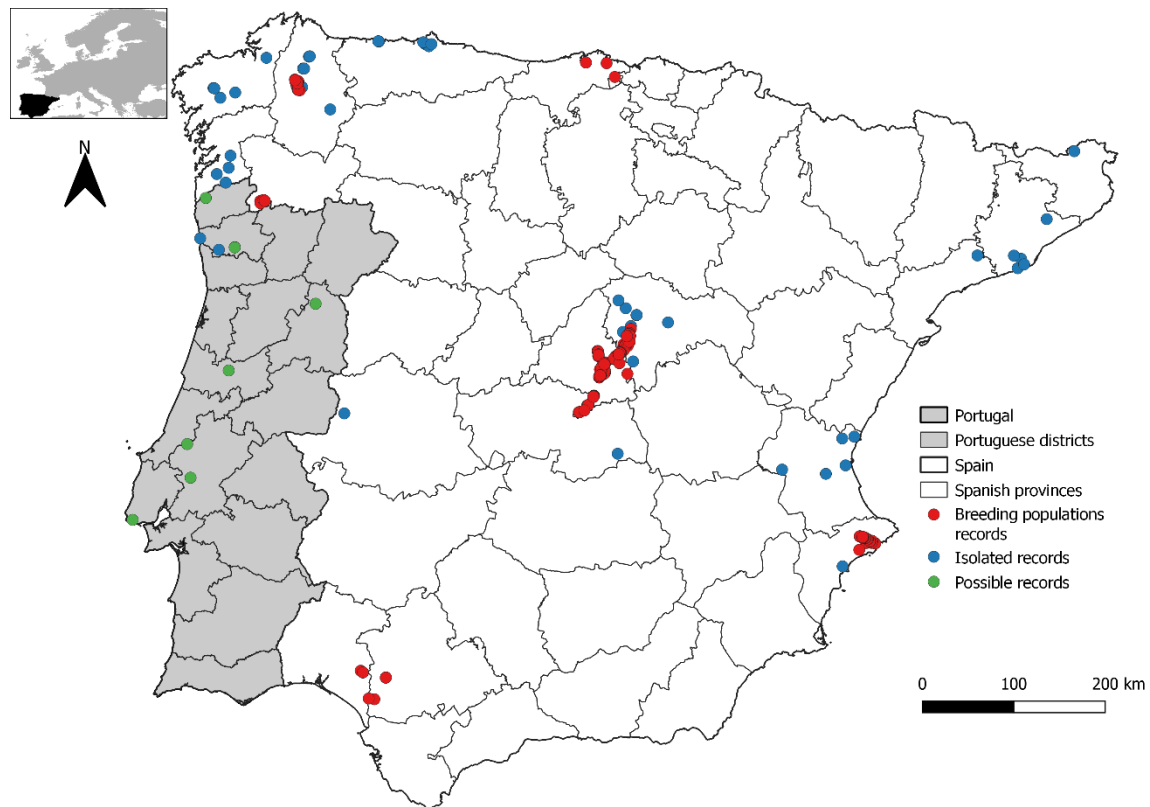 N
Portugal
Portuguese districts
Spain
Spanish provinces
Breeding populations
records
Isolated records
Possible records
0 100 200 km